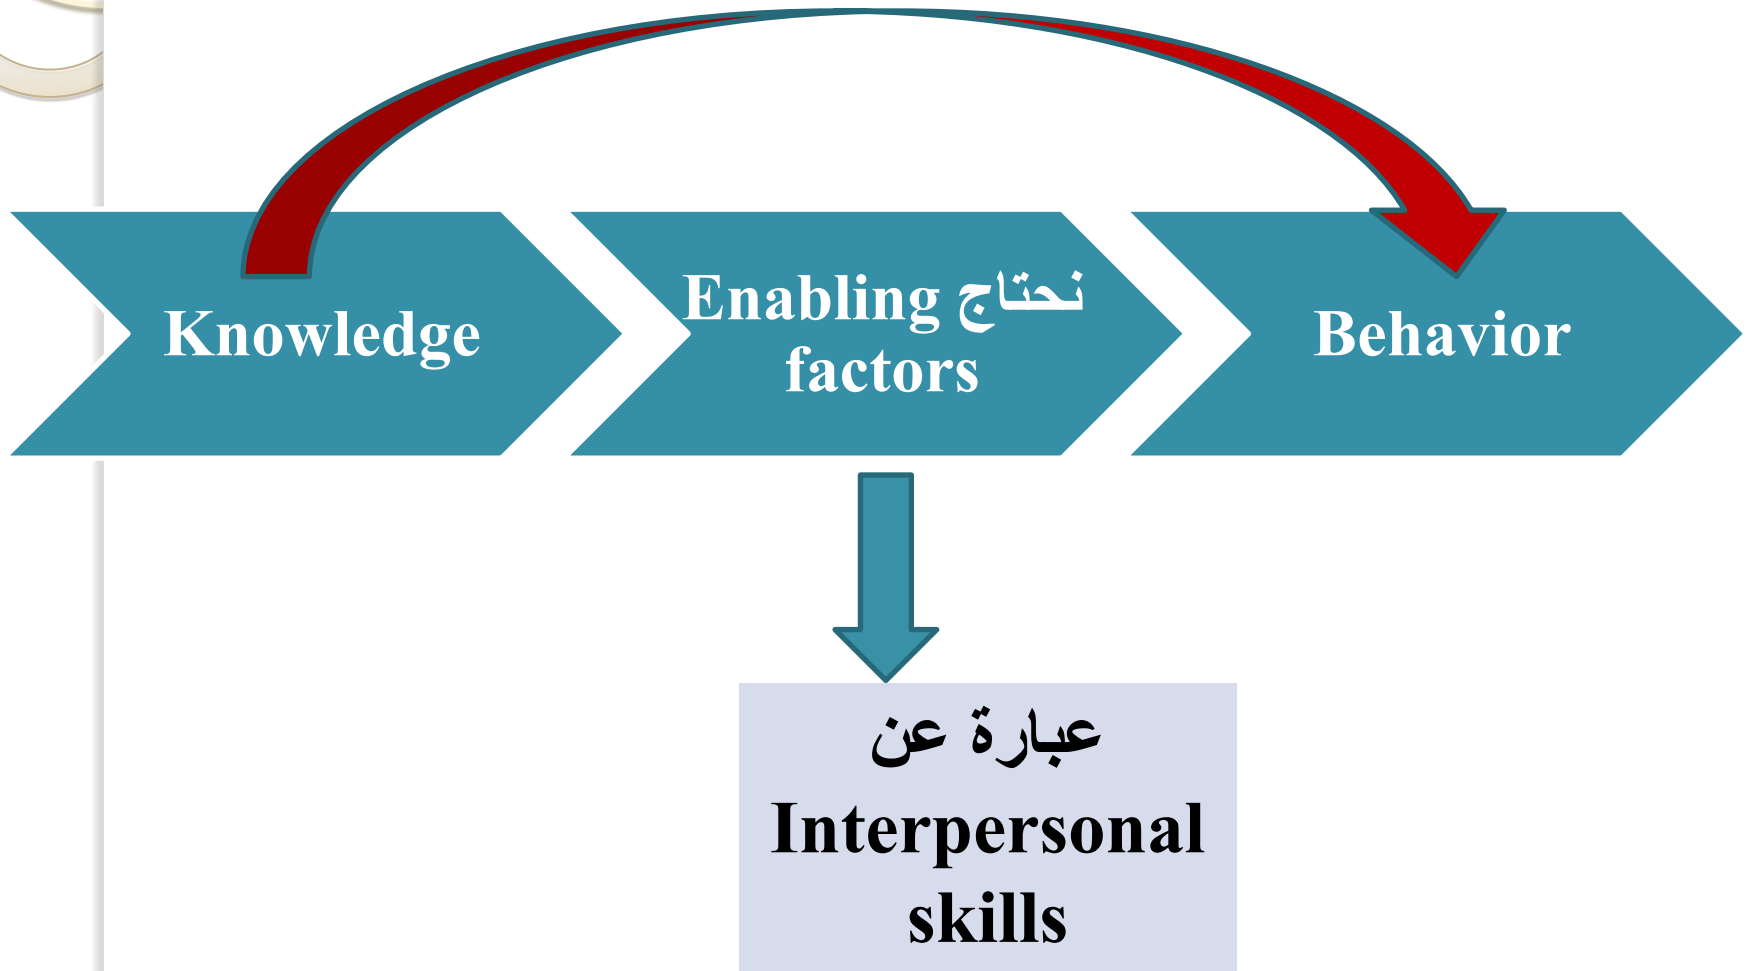 Knowledge
Enabling نحتاج
factors
Behavior
عبارة عن
Interpersonal
skills